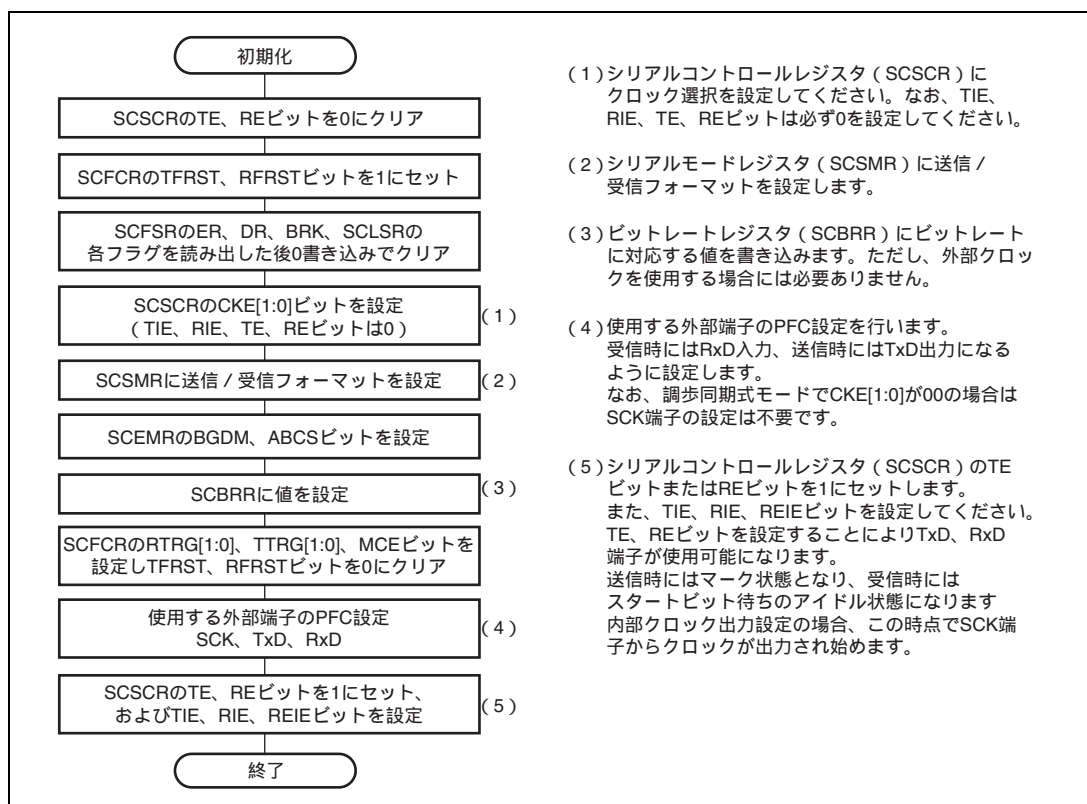 初期化
SCSCRのTE、REビットを0にクリア
SCFCRのTFRST、RFRSTビットを1にセット
SCFSRのER、DR、BRK、SCLSRの
各フラグを読み出した後0書き込みでクリア
SCSCRのCKE[1:0]ビットを設定
（TIE、RIE、TE、REビットは0）
（1）
SCSMRに送信／受信フォーマットを設定
（2）
SCEMRのBGDM、ABCSビットを設定
SCBRRに値を設定
（3）
SCFCRのRTRG[1:0]、TTRG[1:0]、MCEビットを
設定しTFRST、RFRSTビットを0にクリア
使用する外部端子のPFC設定
SCK、TxD、RxD
（4）
SCSCRのTE、REビットを1にセット、
およびTIE、RIE、REIEビットを設定
（5）
終了
（1）シリアルコントロールレジスタ（SCSCR）に
クロック選択を設定してください。なお、TIE、
RIE、TE、REビットは必ず0を設定してください。
（2）シリアルモードレジスタ（SCSMR）に送信／
受信フォーマットを設定します。
（3）ビットレートレジスタ（SCBRR）にビットレート
に対応する値を書き込みます。ただし、外部クロッ
クを使用する場合には必要ありません。
（4）使用する外部端子のPFC設定を行います。
受信時にはRxD入力、送信時にはTxD出力になる
ように設定します。
なお、調歩同期式モードでCKE[1:0]が00の場合は
SCK端子の設定は不要です。
（5）シリアルコントロールレジスタ（SCSCR）のTE
ビットまたはREビットを1にセットします。
また、TIE、RIE、REIEビットを設定してください。
TE、REビットを設定することによりTxD、RxD
端子が使用可能になります。
送信時にはマーク状態となり、受信時には
スタートビット待ちのアイドル状態になります
内部クロック出力設定の場合、この時点でSCK端
子からクロックが出力され始めます。